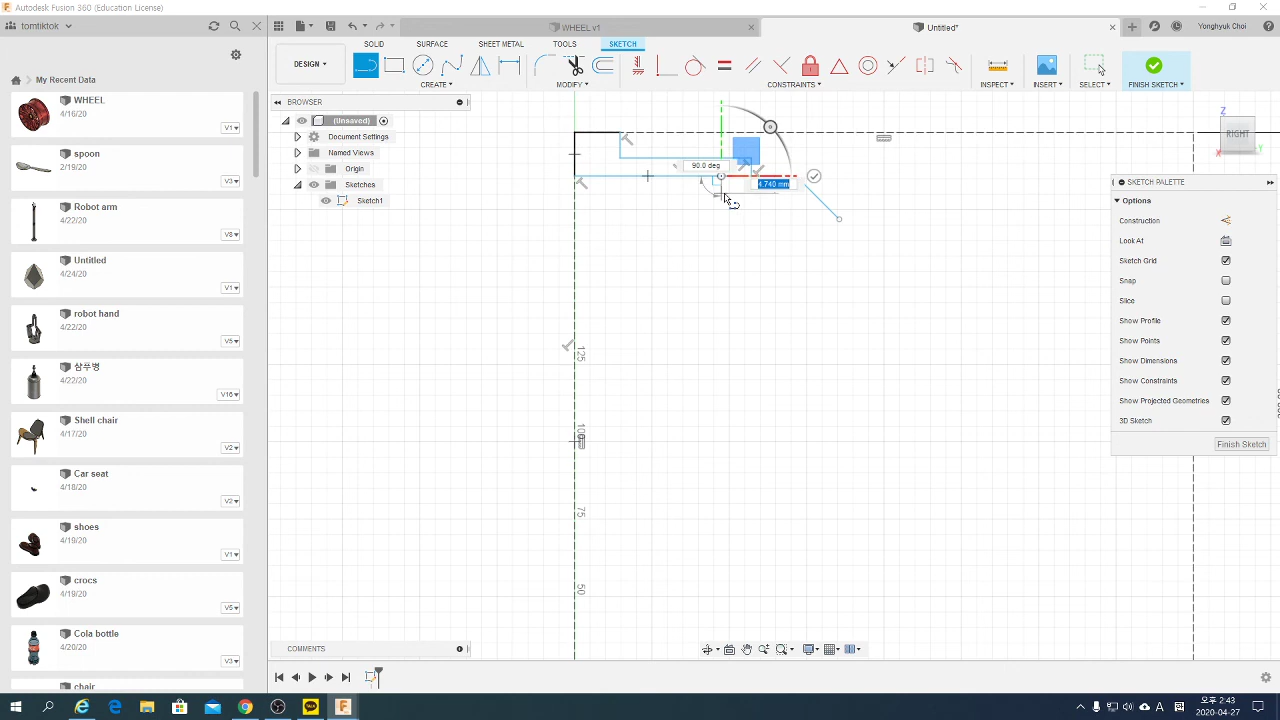 Autodesk Fusion 360 (Education License)
tomtiktok
WHEEL v1
Untitled*
Yonghyuk Choi
My Recent Data
WHEEL
4/16/20
V1
spoon
2/29/20
V3
robot arm
4/22/20
V8
Untitled
4/24/20
V1
robot hand
4/22/20
V5
샴푸병
4/22/20
V16
Shell chair
4/17/20
V2
Car seat
4/18/20
V2
shoes
4/19/20
V1
crocs
4/19/20
V5
Cola bottle
4/20/20
V3
chair
DESIGN
SOLID
SURFACE
SHEET METAL
TOOLS
SKETCH
CREATE
MODIFY
CONSTRAINTS
INSPECT
INSERT
SELECT
FINISH SKETCH
BROWSER
(Unsaved)
Document Settings
Named Views
Origin
Sketches
Sketch1
90.0 deg
4.740 mm
125
100
75
50
Z
RIGHT
X
Y
SKETCH PALETTE
Options
Construction
Look At
Sketch Grid
Snap
Slice
Show Profile
Show Points
Show Dimensions
Show Constraints
Show Projected Geometries
3D Sketch
Finish Sketch
COMMENTS
A
오후 2:43
2020-04-27